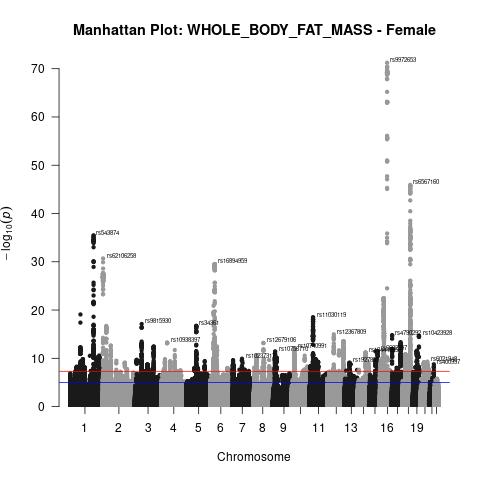 Manhattan Plot: WHOLE_BODY_FAT_MASS - Female
−log10(p)
70
60
50
40
30
20
10
0
rs9972653
rs6567160
rs543874
rs62106258
rs16894959
rs9815930
rs34361
rs11030119
rs10938397
rs12679106
rs12367809
rs4790292
rs10423928
1 2 3 4 5 6 7 8 9 11 13 16 19
Chromosome